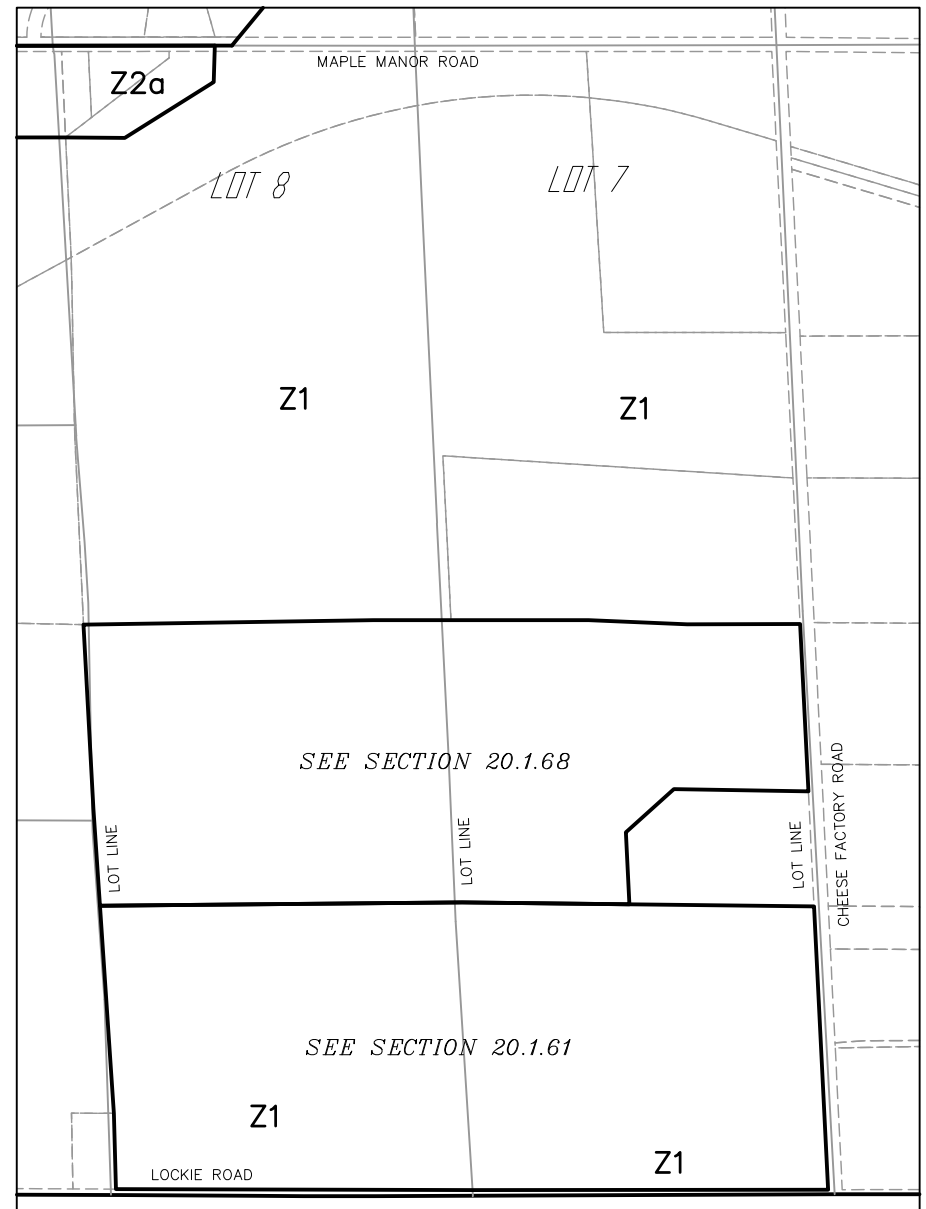 MAPLE MANOR ROAD
Z2a
LOT 8
LOT 7
Z1
Z1
SEE SECTION 20.1.68
CHEESE FACTORY ROAD
LOT LINE
LOT LINE
LOT LINE
SEE SECTION 20.1.61
Z1
Z1
LOCKIE ROAD